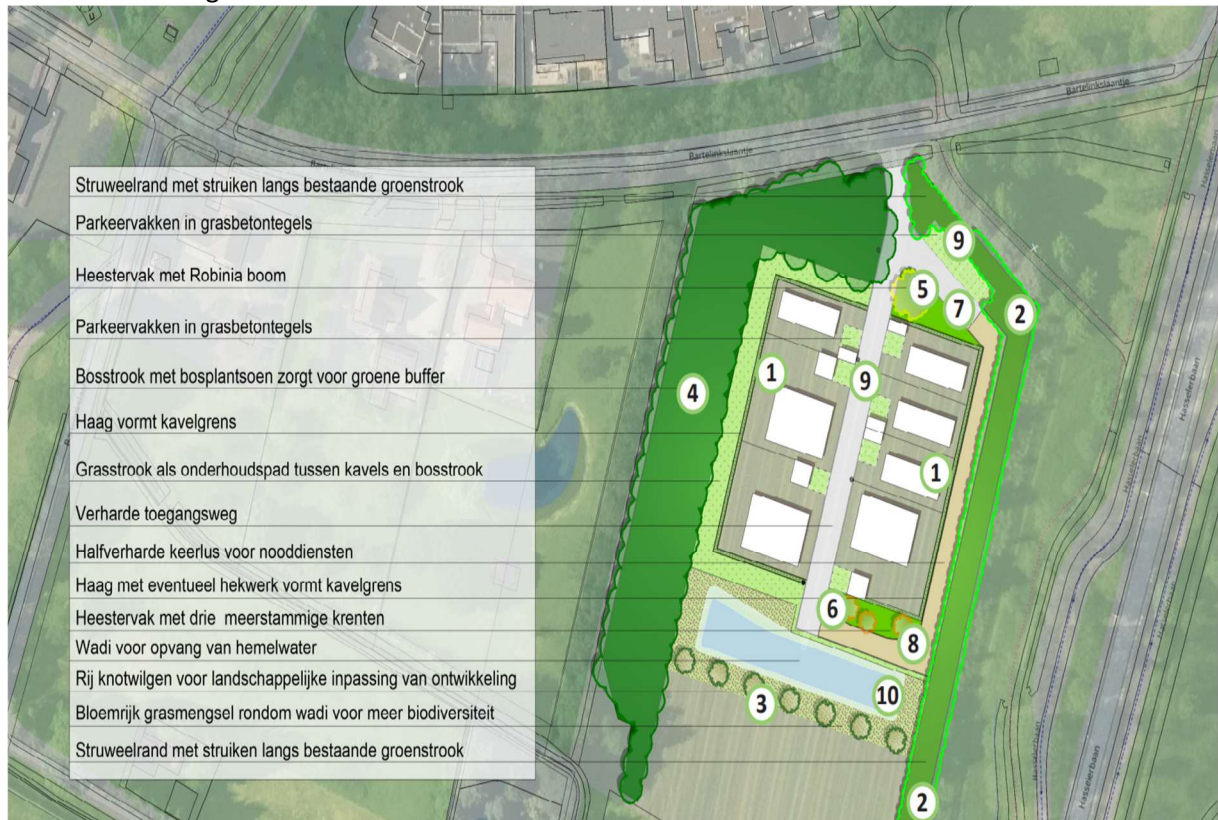 Bartelinkslaantje
Bartelinkslaantje
Struweelrand met struiken langs bestaande groenstrook
Parkeervakken in grasbetontegels
Heestervak met Robinia boom
Parkeervakken in grasbetontegels
Bosstrook met bosplantsoen zorgt voor groene buffer
Haag vormt kavelgrens
Grasstrook als onderhoudspad tussen kavels en bosstrook
Verharde toegangsweg
Halfverharde keerlus voor nooddiensten
Haag met eventueel hekwerk vormt kavelgrens
Heestervak met drie meerstammige krenten
Wadi voor opvang van hemelwater
Rij knotwilgen voor landschappelijke inpassing van ontwikkeling
Bloemrijk grasmengsel rondom wadi voor meer biodiversiteit
Struweelrand met struiken langs bestaande groenstrook
9
5
7
2
1
9
4
1
6
8
10
3
2
Hasselerbaan
Hasselerbaan
Hasselerbaan
Hasselerbaan